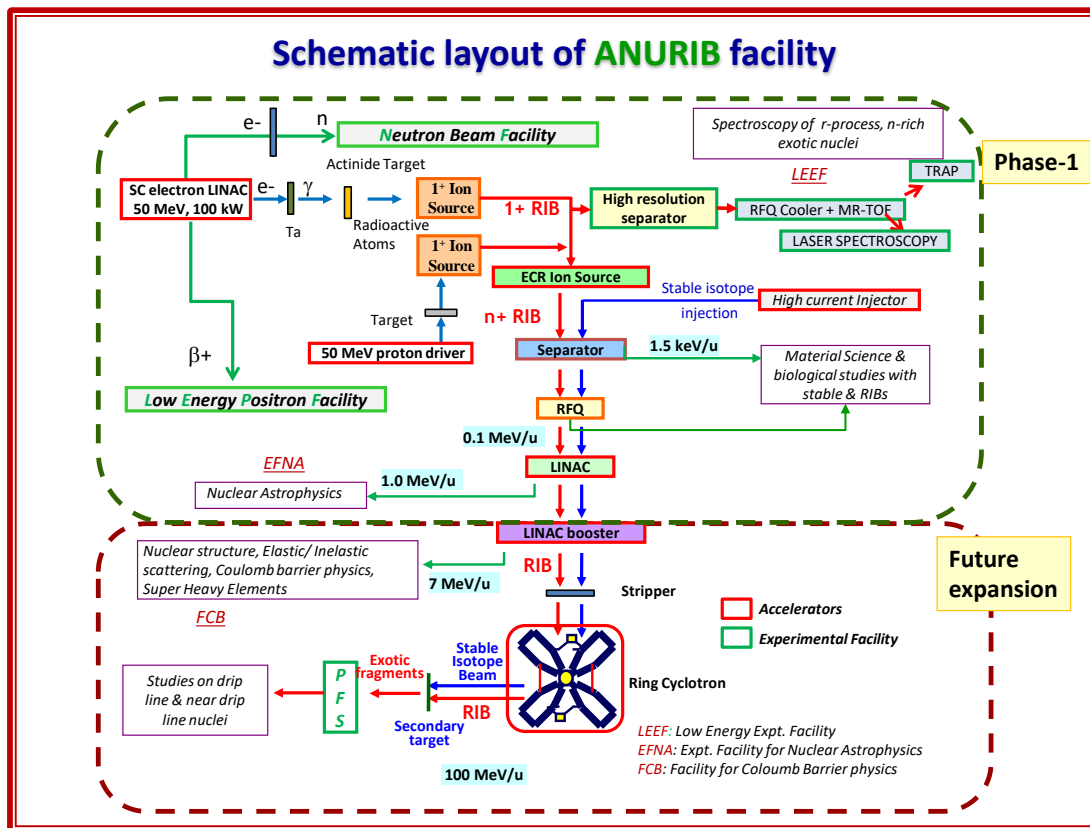 Schematic layout of ANURIB facility
e-
n
Neutron Beam Facility
Spectroscopy of r-process, n-rich
exotic nuclei
Phase-1
Actinide Target
LEEF
TRAP
SC electron LINAC
50 MeV, 100 kW
e-
γ
1+ Ion
Source
1+ RIB
High resolution
separator
RFQ Cooler + MR-TOF
Ta
Radioactive
Atoms
LASER SPECTROSCOPY
1+ Ion
Source
ECR Ion Source
Stable isotope
injection
High current Injector
Target
n+ RIB
50 MeV proton driver
Separator
1.5 keV/u
β+
Material Science &
biological studies with
stable & RIBs
Low Energy Positron Facility
RFQ
0.1 MeV/u
EFNA
LINAC
Nuclear Astrophysics
1.0 MeV/u
LINAC booster
Nuclear structure, Elastic/ Inelastic
scattering, Coulomb barrier physics,
Super Heavy Elements
7 MeV/u
RIB
Future
expansion
Stripper
FCB
Accelerators
Experimental Facility
Stable
Isotope
Beam
Exotic
fragments
Studies on drip
line & near drip
line nuclei
P
F
S
RIB
Ring Cyclotron
Secondary
target
LEEF: Low Energy Expt. Facility
EFNA: Expt. Facility for Nuclear Astrophysics
FCB: Facility for Coloumb Barrier physics
100 MeV/u